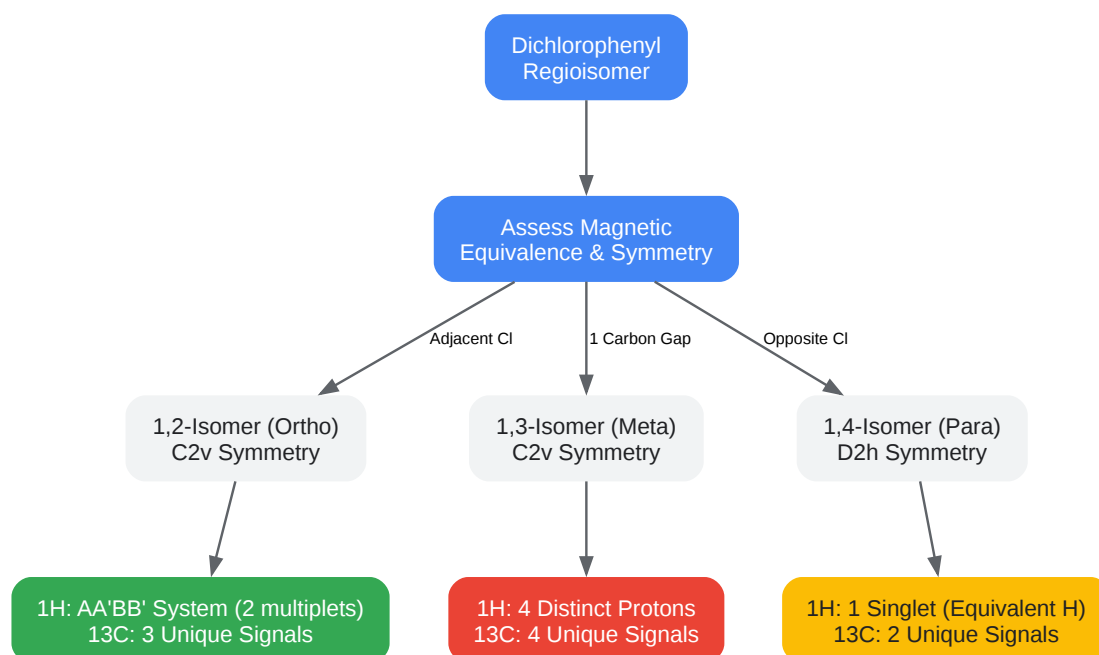 Dichlorophenyl
Regioisomer
Assess Magnetic
Equivalence & Symmetry
Adjacent Cl
1 Carbon Gap
Opposite Cl
1,2-Isomer (Ortho)
C2v Symmetry
1,3-Isomer (Meta)
C2v Symmetry
1,4-Isomer (Para)
D2h Symmetry
1H: AA'BB' System (2 multiplets)
13C: 3 Unique Signals
1H: 4 Distinct Protons
13C: 4 Unique Signals
1H: 1 Singlet (Equivalent H)
13C: 2 Unique Signals